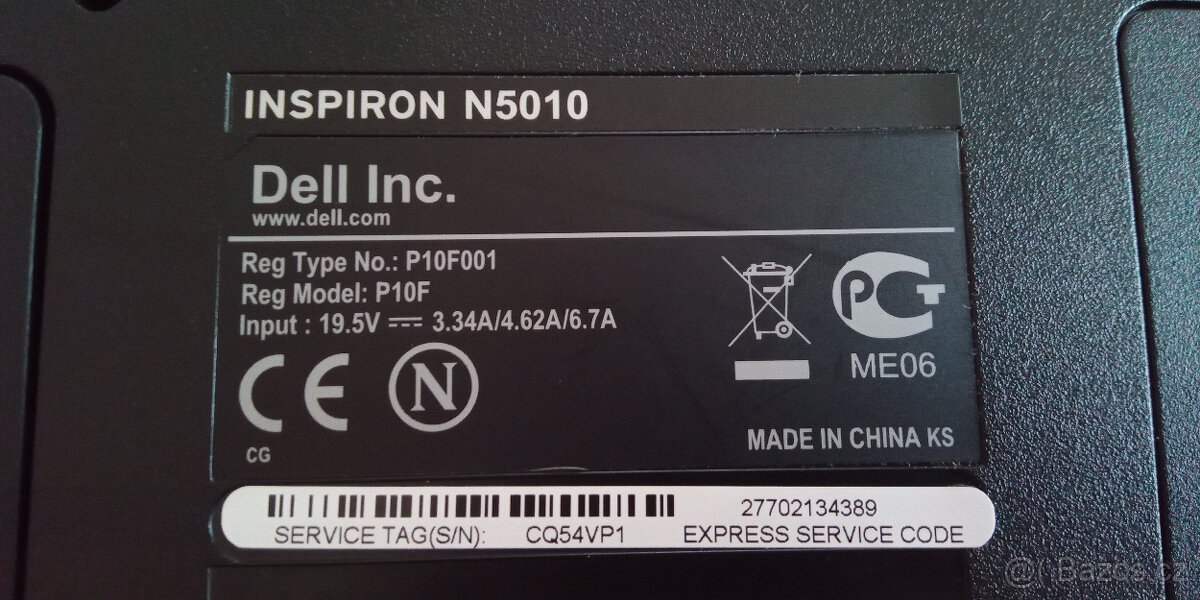 INSPIRON N5010
Dell Inc.
www.dell.com
Reg Type No.: P10F001
Reg Model: P10F
Input : 19.5V ⎓ 3.34A/4.62A/6.7A
CE
N
CG
PCT
ME06
MADE IN CHINA KS
27702134389
SERVICE TAG(S/N): CQ54VP1 EXPRESS SERVICE CODE
@ Bazos.cz